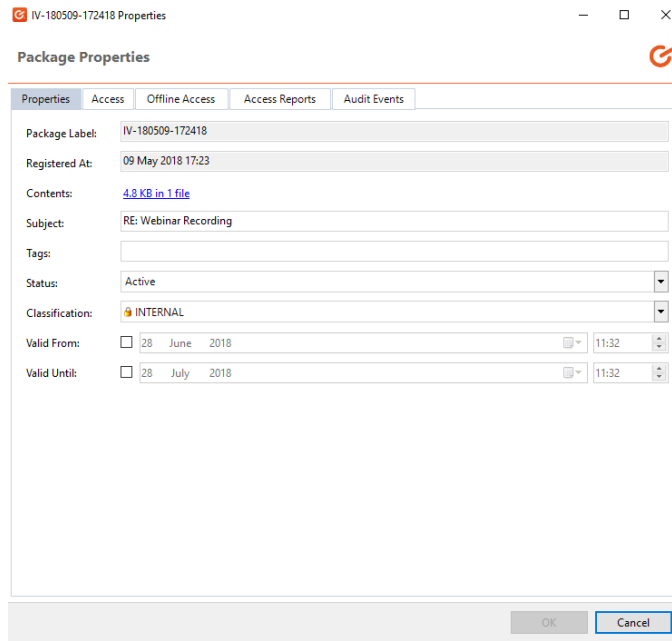 IV-180509-172418 Properties
Package Properties
Properties Access Offline Access Access Reports Audit Events
Package Label: IV-180509-172418
Registered At: 09 May 2018 17:23
Contents: 4.8 KB in 1 file
Subject: RE: Webinar Recording
Tags:
Status: Active
Classification: INTERNAL
Valid From: 28 June 2018 11:32
Valid Until: 28 July 2018 11:32
OK Cancel